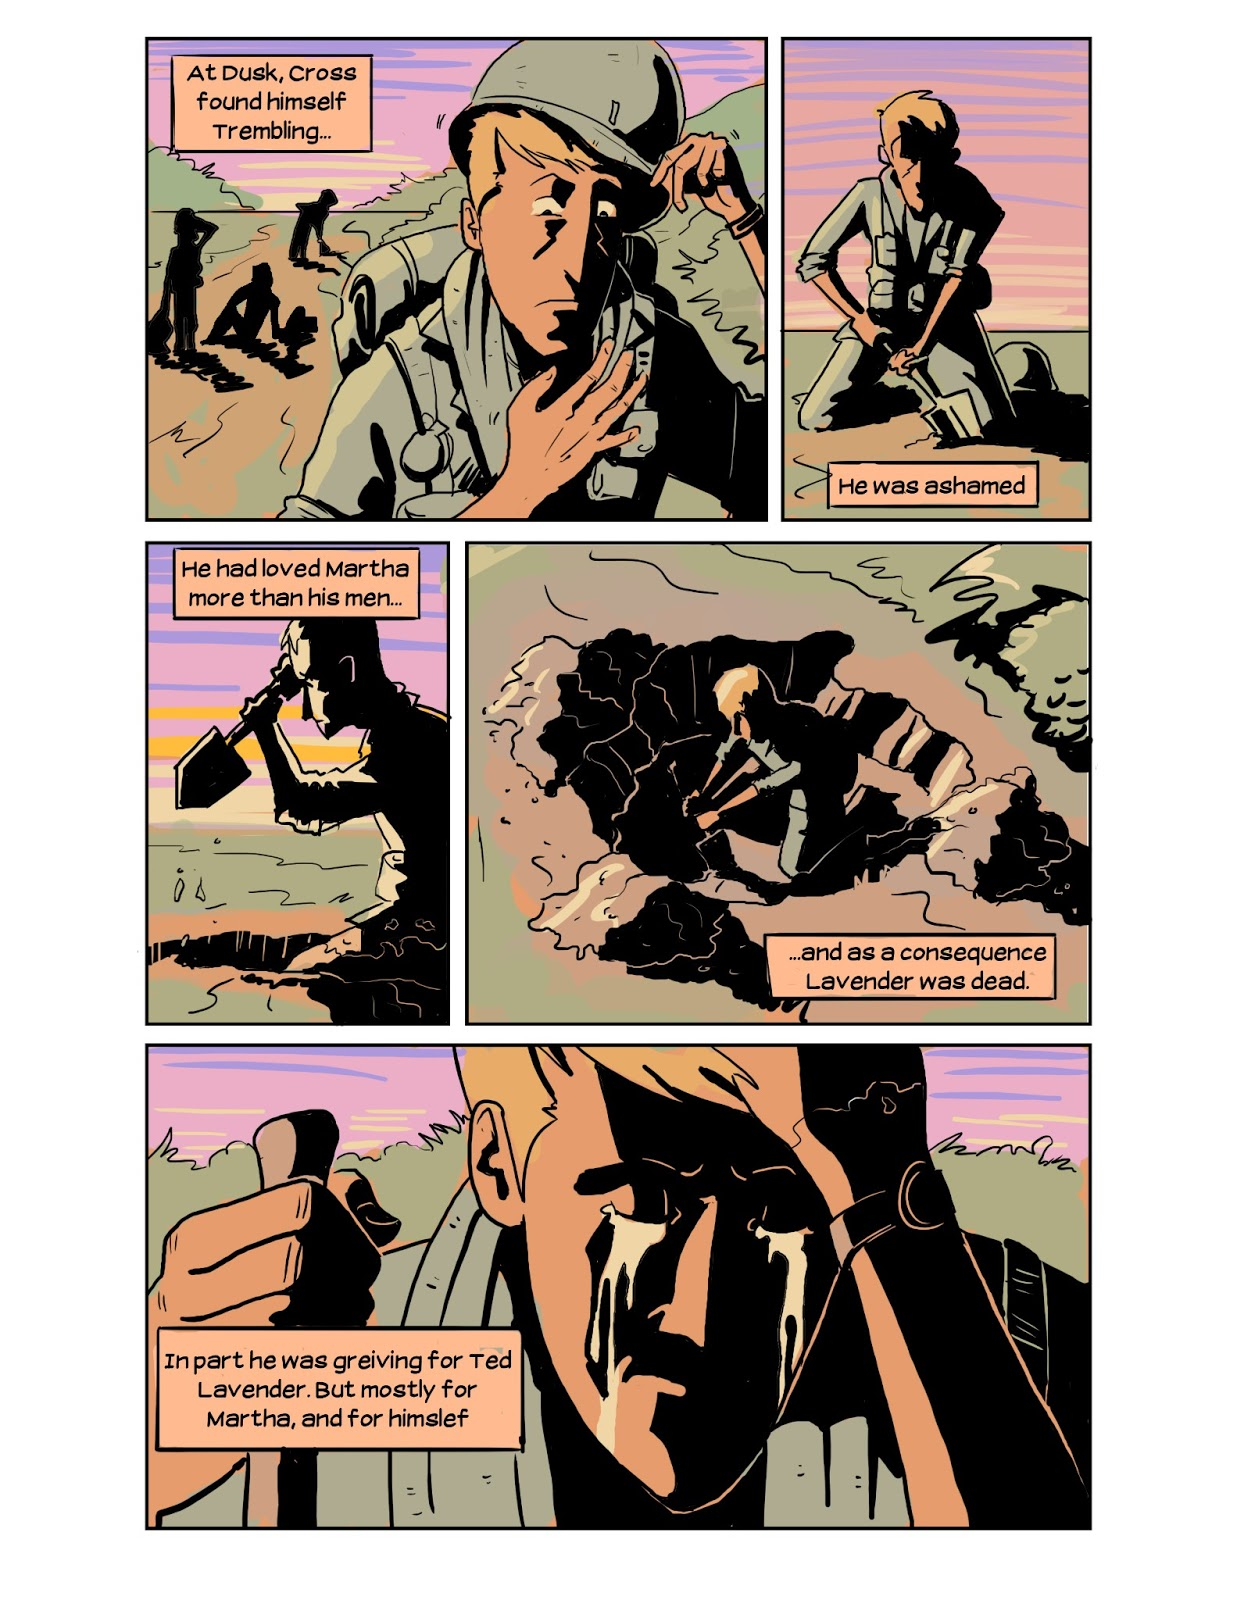 At Dusk, Cross
found himself
Trembling...
He was ashamed
He had loved Martha
more than his men...
...and as a consequence
Lavender was dead.
In part he was greiving for Ted
Lavender. But mostly for
Martha, and for himslef